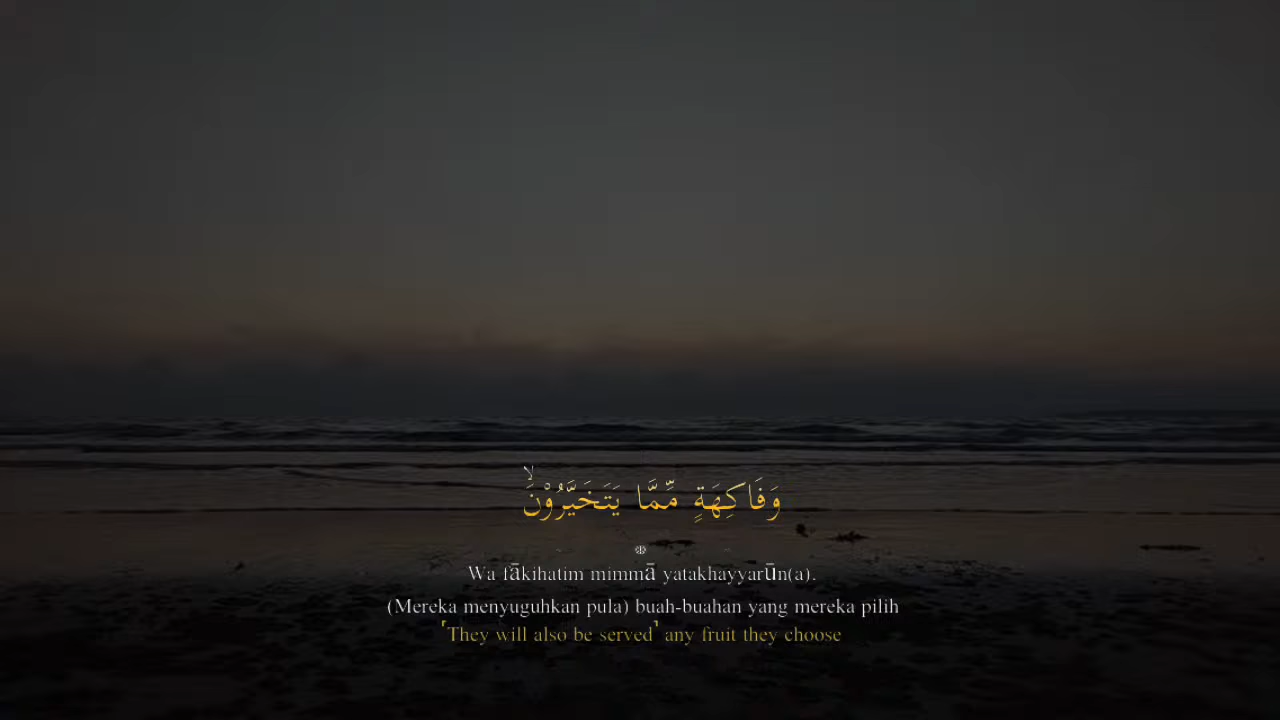 وَفَاكِهَةٍ مِّمَّا يَتَخَيَّرُوْنَۙ
Wa fākihatim mimmā yatakhayyarūn(a).
(Mereka menyuguhkan pula) buah-buahan yang mereka pilih
⸢They will also be served⸣ any fruit they choose